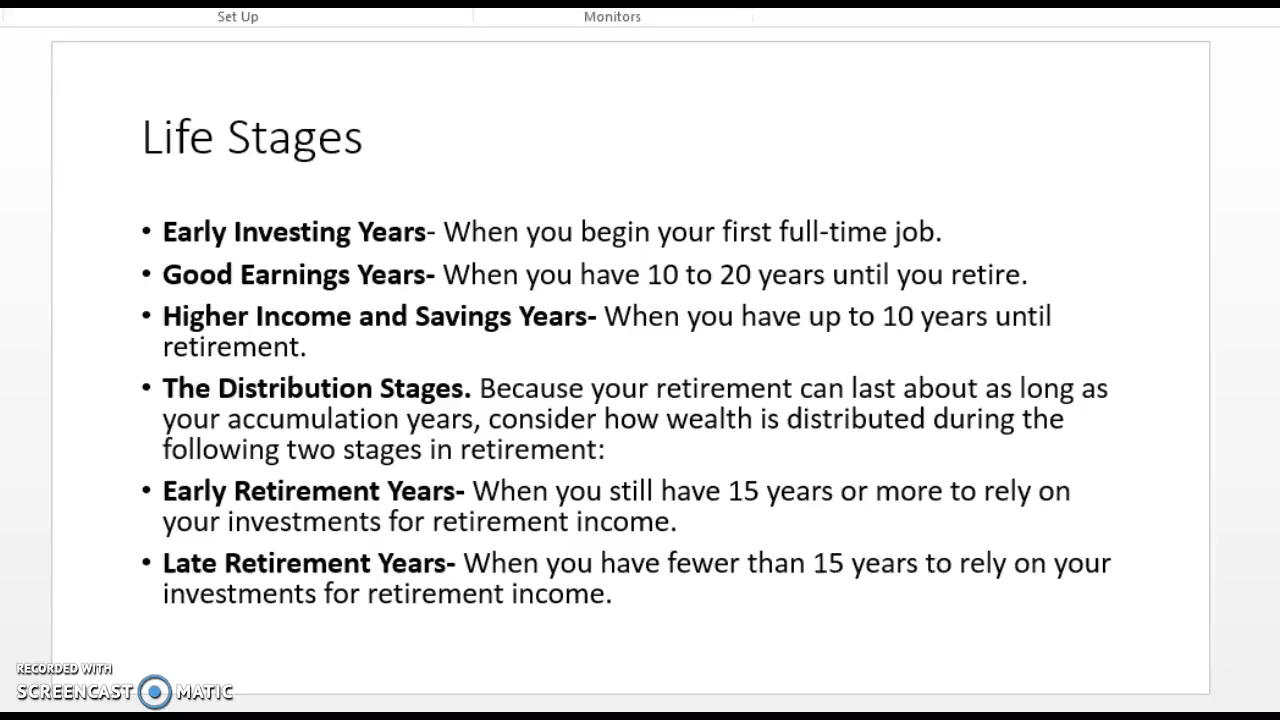 Set Up Monitors
Life Stages
• Early Investing Years- When you begin your first full-time job.
• Good Earnings Years- When you have 10 to 20 years until you retire.
• Higher Income and Savings Years- When you have up to 10 years until
retirement.
• The Distribution Stages. Because your retirement can last about as long as
your accumulation years, consider how wealth is distributed during the
following two stages in retirement:
• Early Retirement Years- When you still have 15 years or more to rely on
your investments for retirement income.
• Late Retirement Years- When you have fewer than 15 years to rely on your
investments for retirement income.
RECORDED WITH
SCREENCAST MATIC